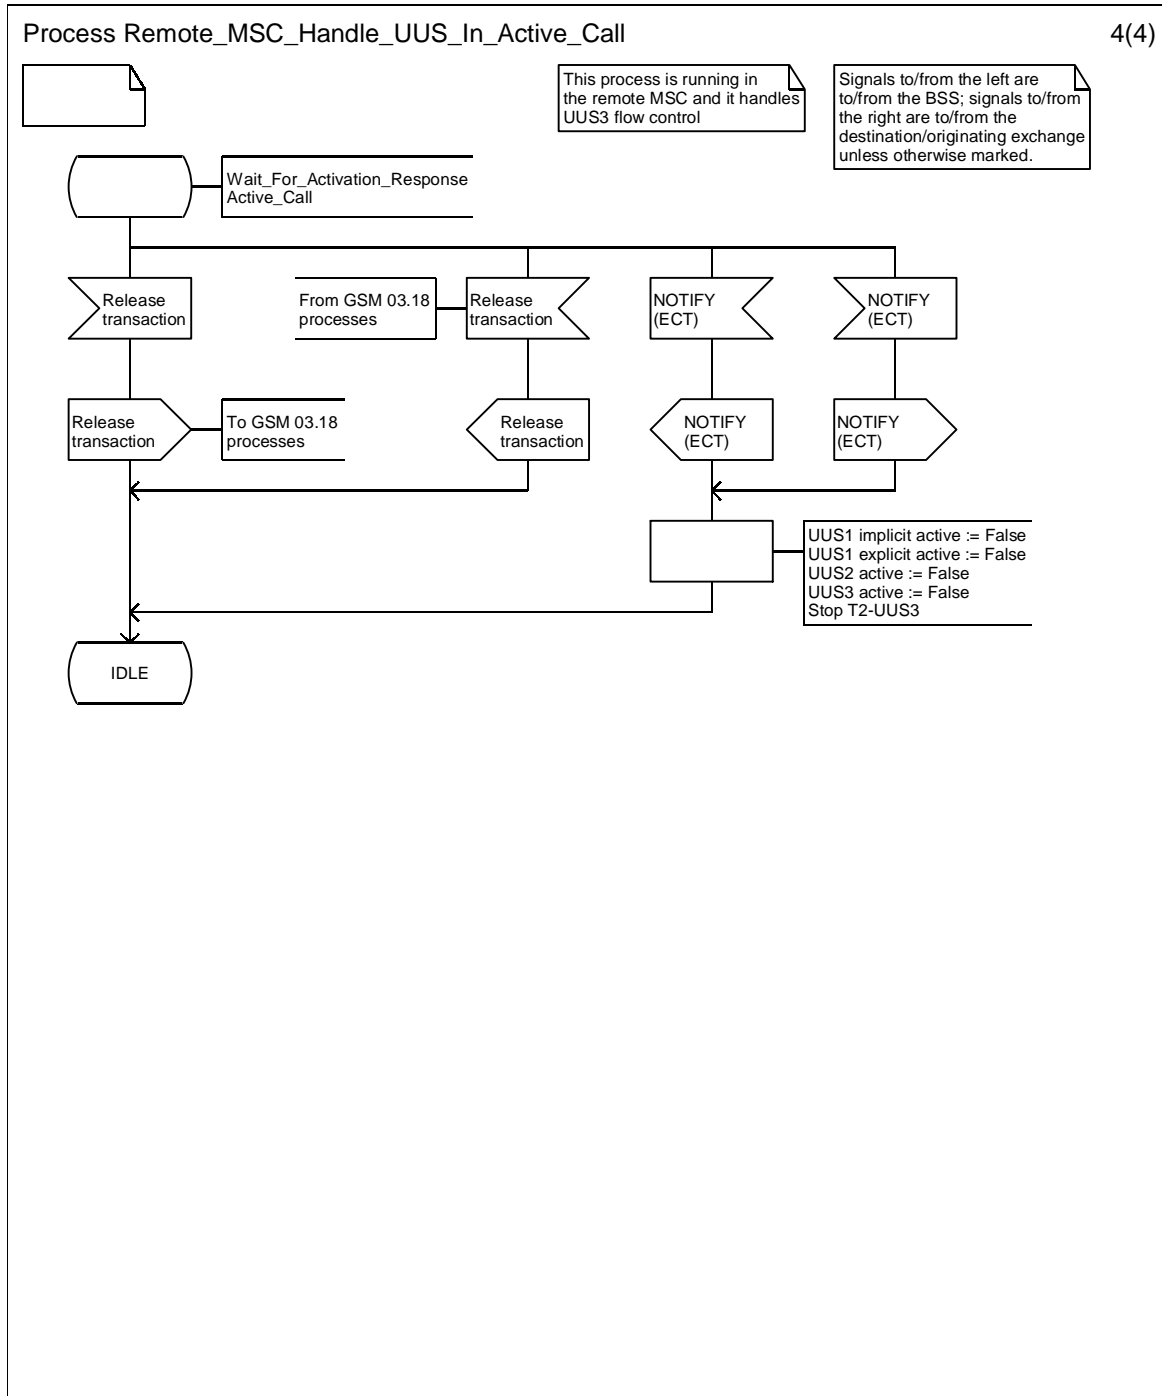 Process Remote_MSC_Handle_UUS_In_Active_Call
4(4)
This process is running in
the remote MSC and it handles
UUS3 flow control
Signals to/from the left are
to/from the BSS; signals to/from
the right are to/from the
destination/originating exchange
unless otherwise marked.
Wait_For_Activation_Response
Active_Call
Release
transaction
From GSM 03.18
processes
Release
transaction
NOTIFY
(ECT)
NOTIFY
(ECT)
Release
transaction
To GSM 03.18
processes
Release
transaction
NOTIFY
(ECT)
NOTIFY
(ECT)
UUS1 implicit active := False
UUS1 explicit active := False
UUS2 active := False
UUS3 active := False
Stop T2-UUS3
IDLE